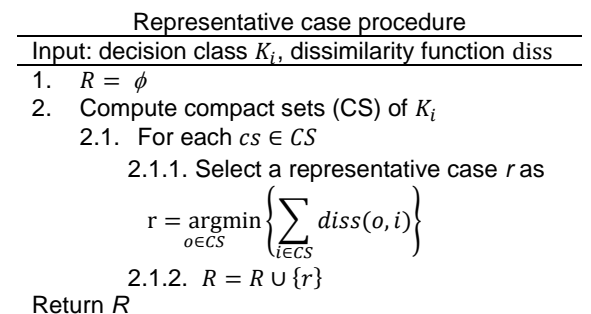 Representative case procedure
Input: decision class K_i, dissimilarity function diss
1. R = ϕ
2. Compute compact sets (CS) of K_i
2.1. For each cs ∈ CS
2.1.1. Select a representative case r as
r = argmin_{o∈CS} {∑_{i∈CS} diss(o, i)}
2.1.2. R = R ∪ {r}
Return R